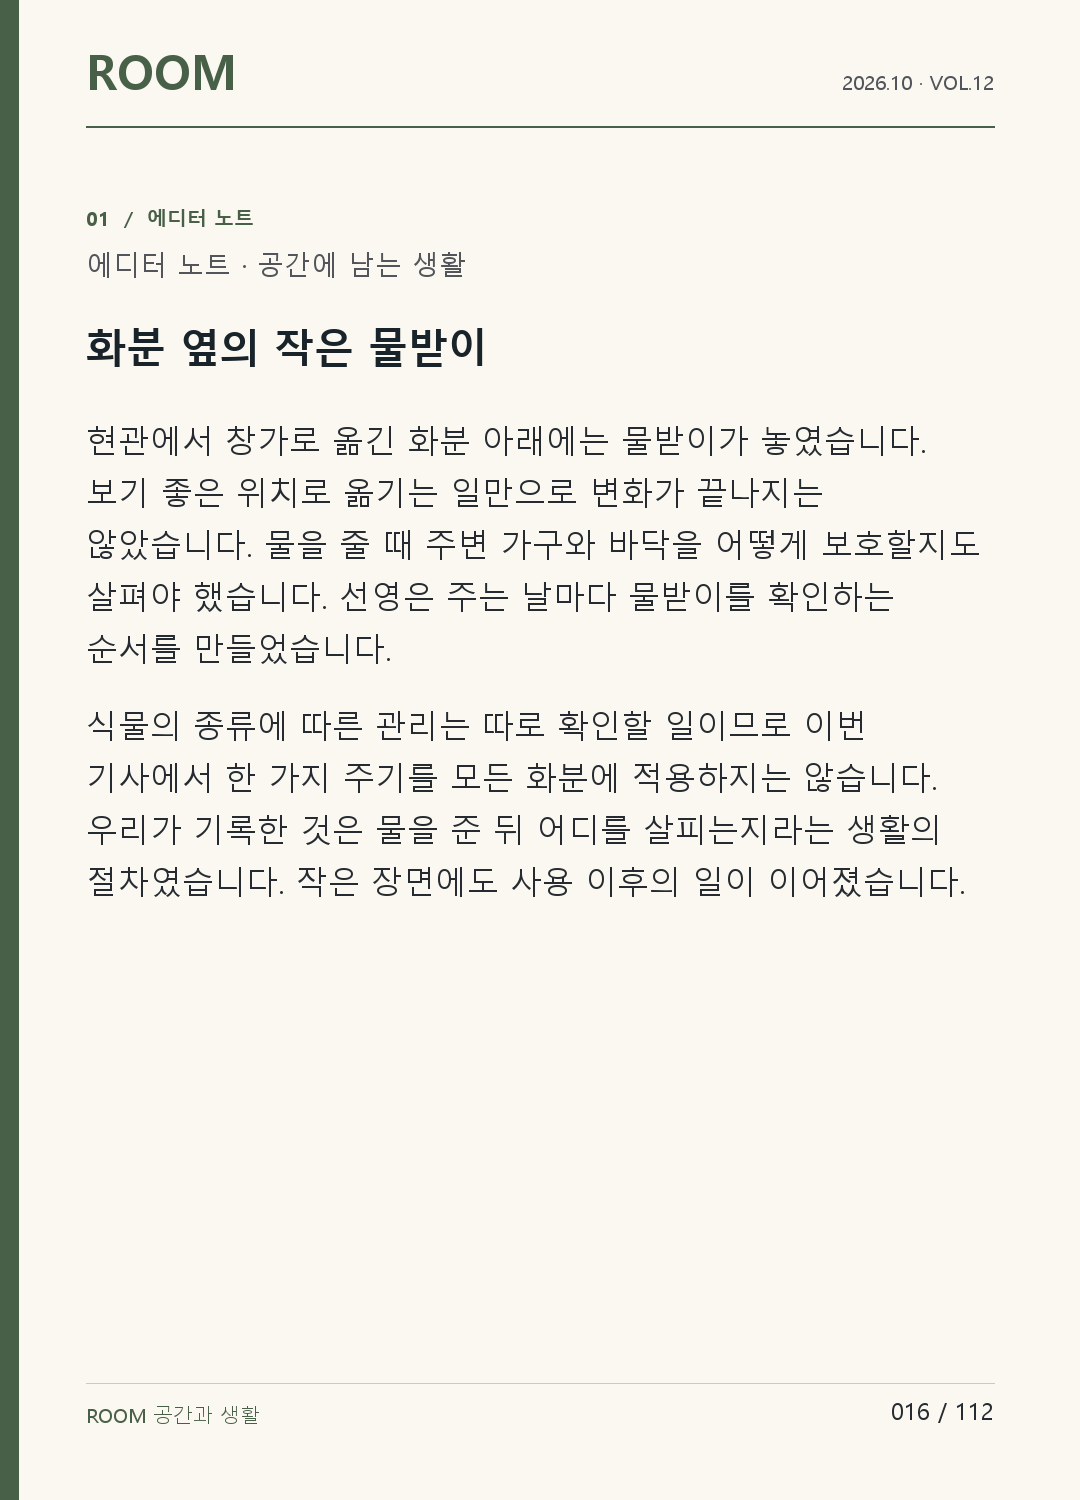 ROOM
2026.10 · VOL.12
01 / 에디터 노트
에디터 노트 · 공간에 남는 생활
화분 옆의 작은 물받이
현관에서 창가로 옮긴 화분 아래에는 물받이가 놓였습니다.
보기 좋은 위치로 옮기는 일만으로 변화가 끝나지는
않았습니다. 물을 줄 때 주변 가구와 바닥을 어떻게 보호할지도
살펴야 했습니다. 선영은 주는 날마다 물받이를 확인하는
순서를 만들었습니다.
식물의 종류에 따른 관리는 따로 확인할 일이므로 이번
기사에서 한 가지 주기를 모든 화분에 적용하지는 않습니다.
우리가 기록한 것은 물을 준 뒤 어디를 살피는지라는 생활의
절차였습니다. 작은 장면에도 사용 이후의 일이 이어졌습니다.
ROOM 공간과 생활
016 / 112